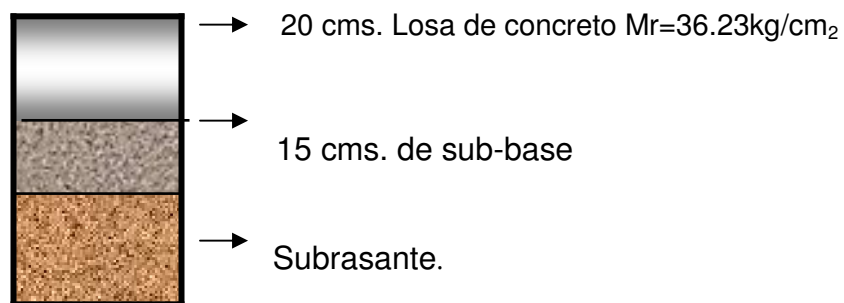 20 cms. Losa de concreto Mr=36.23kg/cm₂
15 cms. de sub-base
Subrasante.